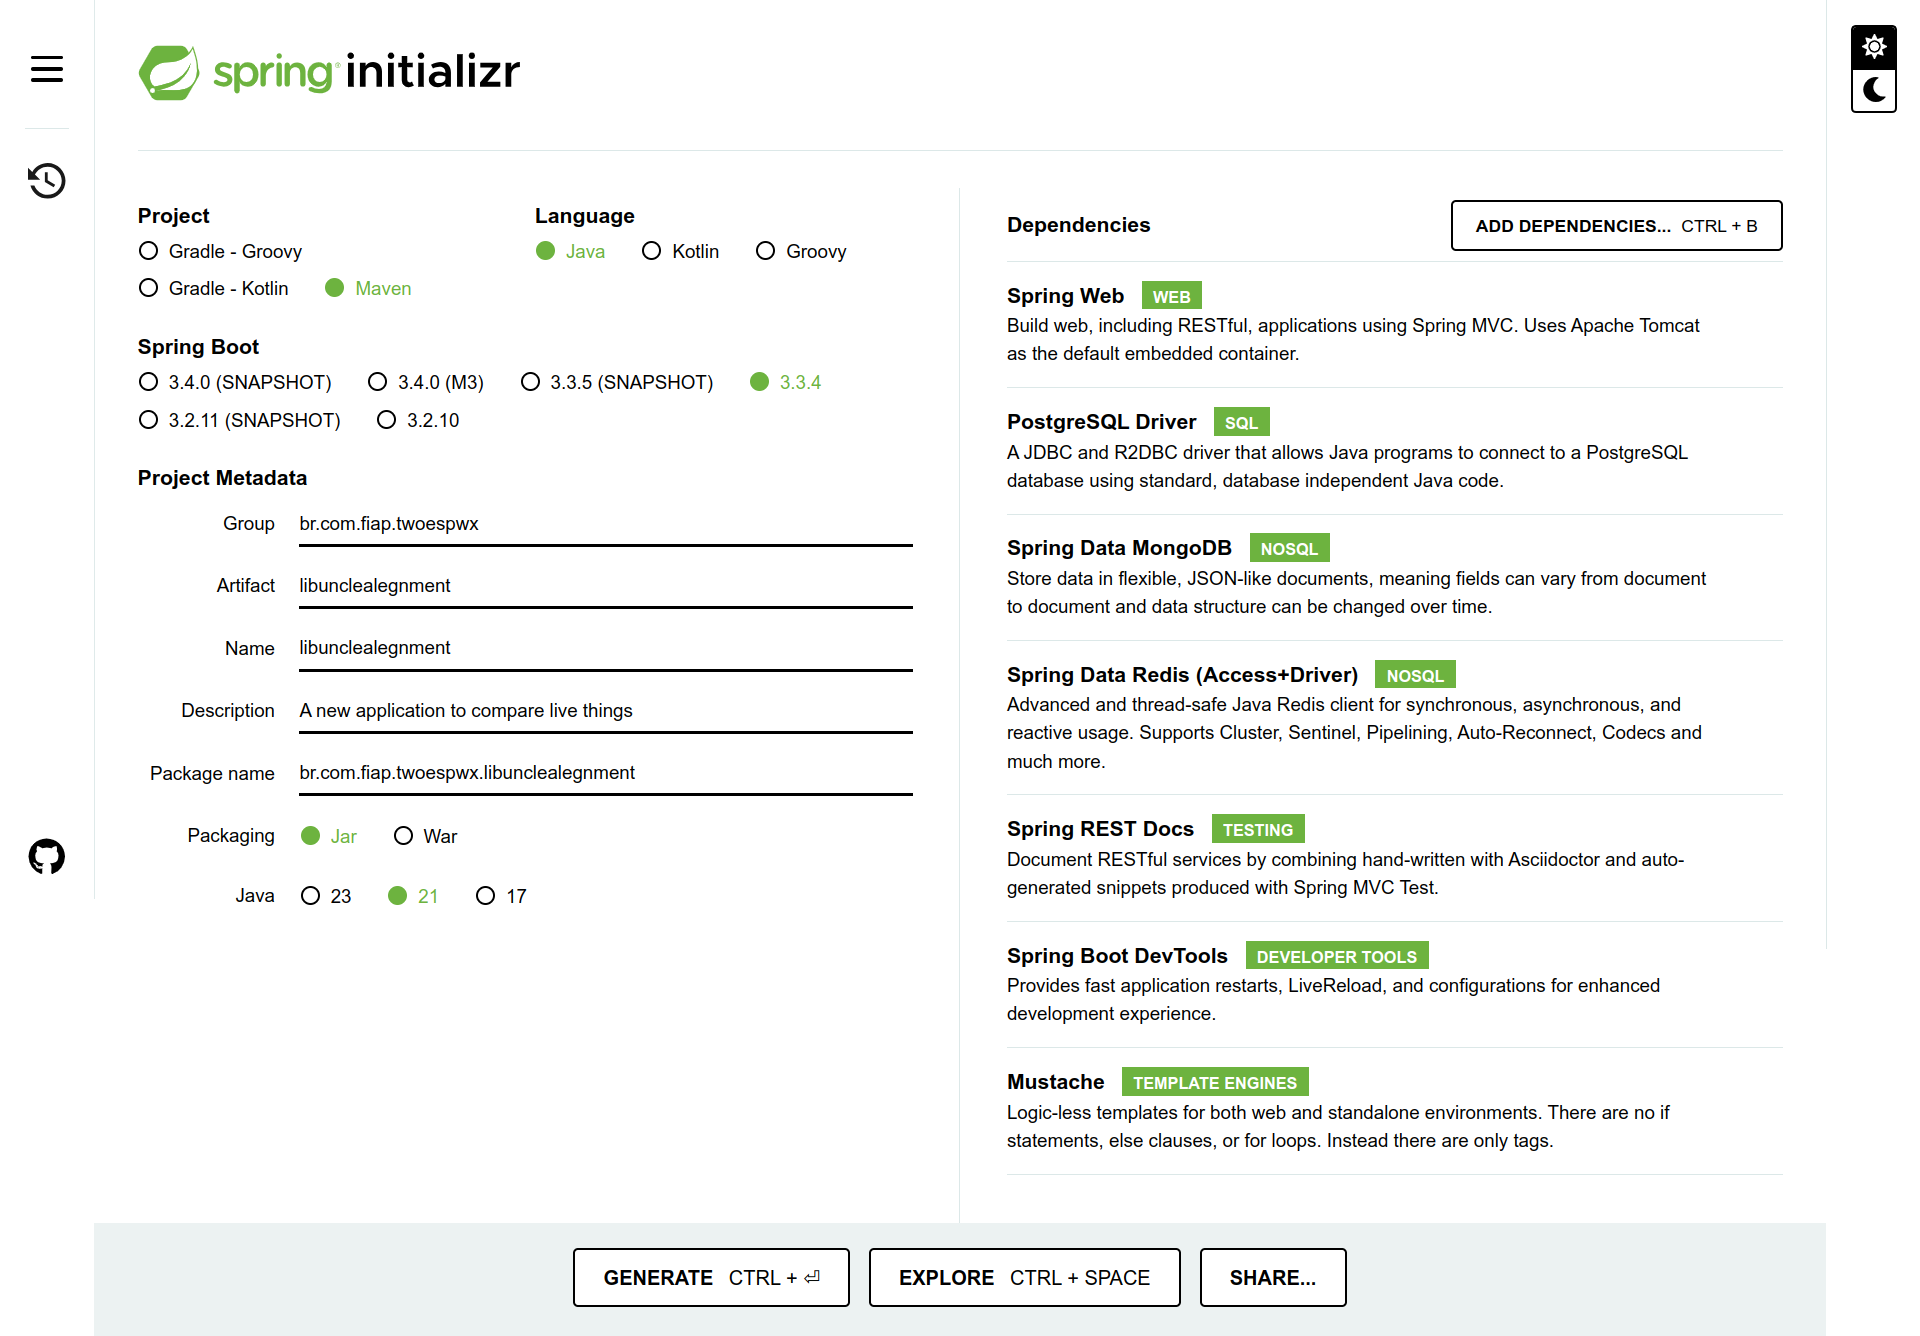 spring initializr
Project
Gradle - Groovy
Gradle - Kotlin Maven
Language
Java Kotlin Groovy
Spring Boot
3.4.0 (SNAPSHOT) 3.4.0 (M3) 3.3.5 (SNAPSHOT) 3.3.4
3.2.11 (SNAPSHOT) 3.2.10
Project Metadata
Group br.com.fiap.twoespwx
Artifact libunclealegnment
Name libunclealegnment
Description A new application to compare live things
Package name br.com.fiap.twoespwx.libunclealegnment
Packaging Jar War
Java 23 21 17
Dependencies
ADD DEPENDENCIES... CTRL + B
Spring Web WEB
Build web, including RESTful, applications using Spring MVC. Uses Apache Tomcat
as the default embedded container.
PostgreSQL Driver SQL
A JDBC and R2DBC driver that allows Java programs to connect to a PostgreSQL
database using standard, database independent Java code.
Spring Data MongoDB NOSQL
Store data in flexible, JSON-like documents, meaning fields can vary from document
to document and data structure can be changed over time.
Spring Data Redis (Access+Driver) NOSQL
Advanced and thread-safe Java Redis client for synchronous, asynchronous, and
reactive usage. Supports Cluster, Sentinel, Pipelining, Auto-Reconnect, Codecs and
much more.
Spring REST Docs TESTING
Document RESTful services by combining hand-written with Asciidoctor and auto-
generated snippets produced with Spring MVC Test.
Spring Boot DevTools DEVELOPER TOOLS
Provides fast application restarts, LiveReload, and configurations for enhanced
development experience.
Mustache TEMPLATE ENGINES
Logic-less templates for both web and standalone environments. There are no if
statements, else clauses, or for loops. Instead there are only tags.
GENERATE CTRL + ⏎
EXPLORE CTRL + SPACE
SHARE...